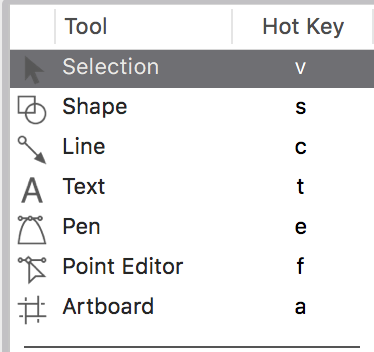 Tool Hot Key
Selection v
Shape s
Line c
Text t
Pen e
Point Editor f
Artboard a